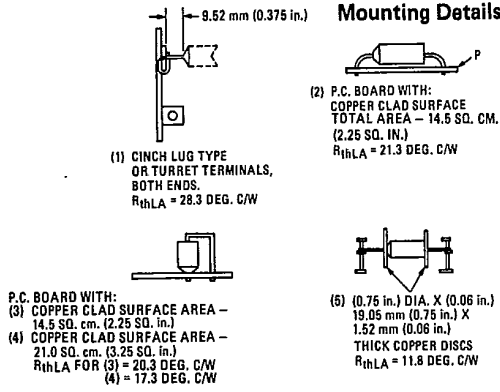 Mounting Details
9.52 mm (0.375 in.)
(1) CINCH LUG TYPE
OR TURRET TERMINALS,
BOTH ENDS.
RthLA = 28.3 DEG. C/W
P
(2) P.C. BOARD WITH:
COPPER CLAD SURFACE
TOTAL AREA – 14.5 SQ. CM.
(2.25 SQ. IN.)
RthLA = 21.3 DEG. C/W
P.C. BOARD WITH:
(3) COPPER CLAD SURFACE AREA –
14.5 SQ. cm. (2.25 SQ. in.)
(4) COPPER CLAD SURFACE AREA –
21.0 SQ. cm. (3.25 SQ. in.)
RthLA FOR (3) = 20.3 DEG. C/W
(4) = 17.3 DEG. C/W
(5) (0.75 in.) DIA. X (0.06 in.)
19.05 mm (0.75 in.) X
1.52 mm (0.06 in.)
THICK COPPER DISCS
RthLA = 11.8 DEG. C/W